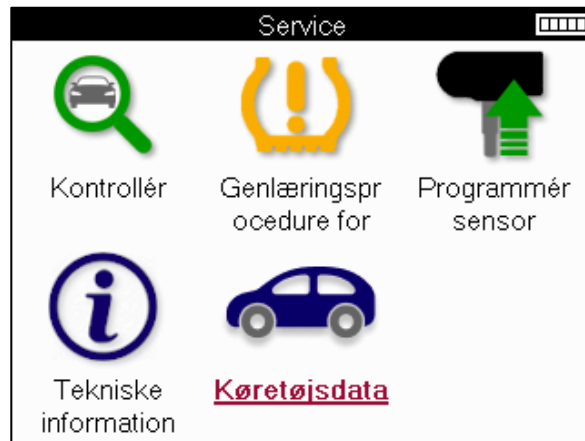 Service
Kontrollér
Genlæringspr
ocedure for
Programmér
sensor
Tekniske
information
Køretøjsdata